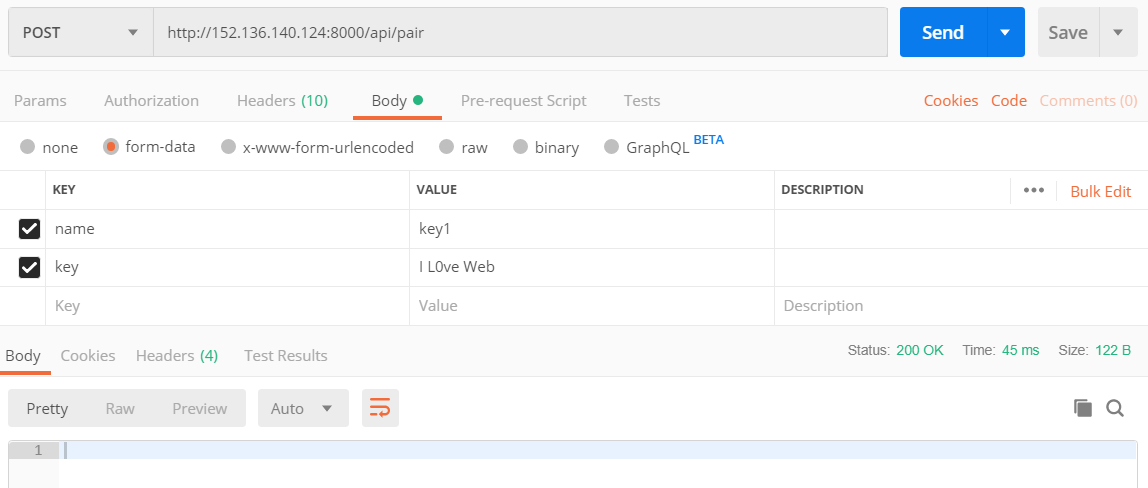 POST http://152.136.140.124:8000/api/pair Send Save
Params Authorization Headers (10) Body Pre-request Script Tests Cookies Code Comments (0)
none form-data x-www-form-urlencoded raw binary GraphQL BETA
KEY VALUE DESCRIPTION ••• Bulk Edit
name key1
key I L0ve Web
Key Value Description
Body Cookies Headers (4) Test Results Status: 200 OK Time: 45 ms Size: 122 B
Pretty Raw Preview Auto
1